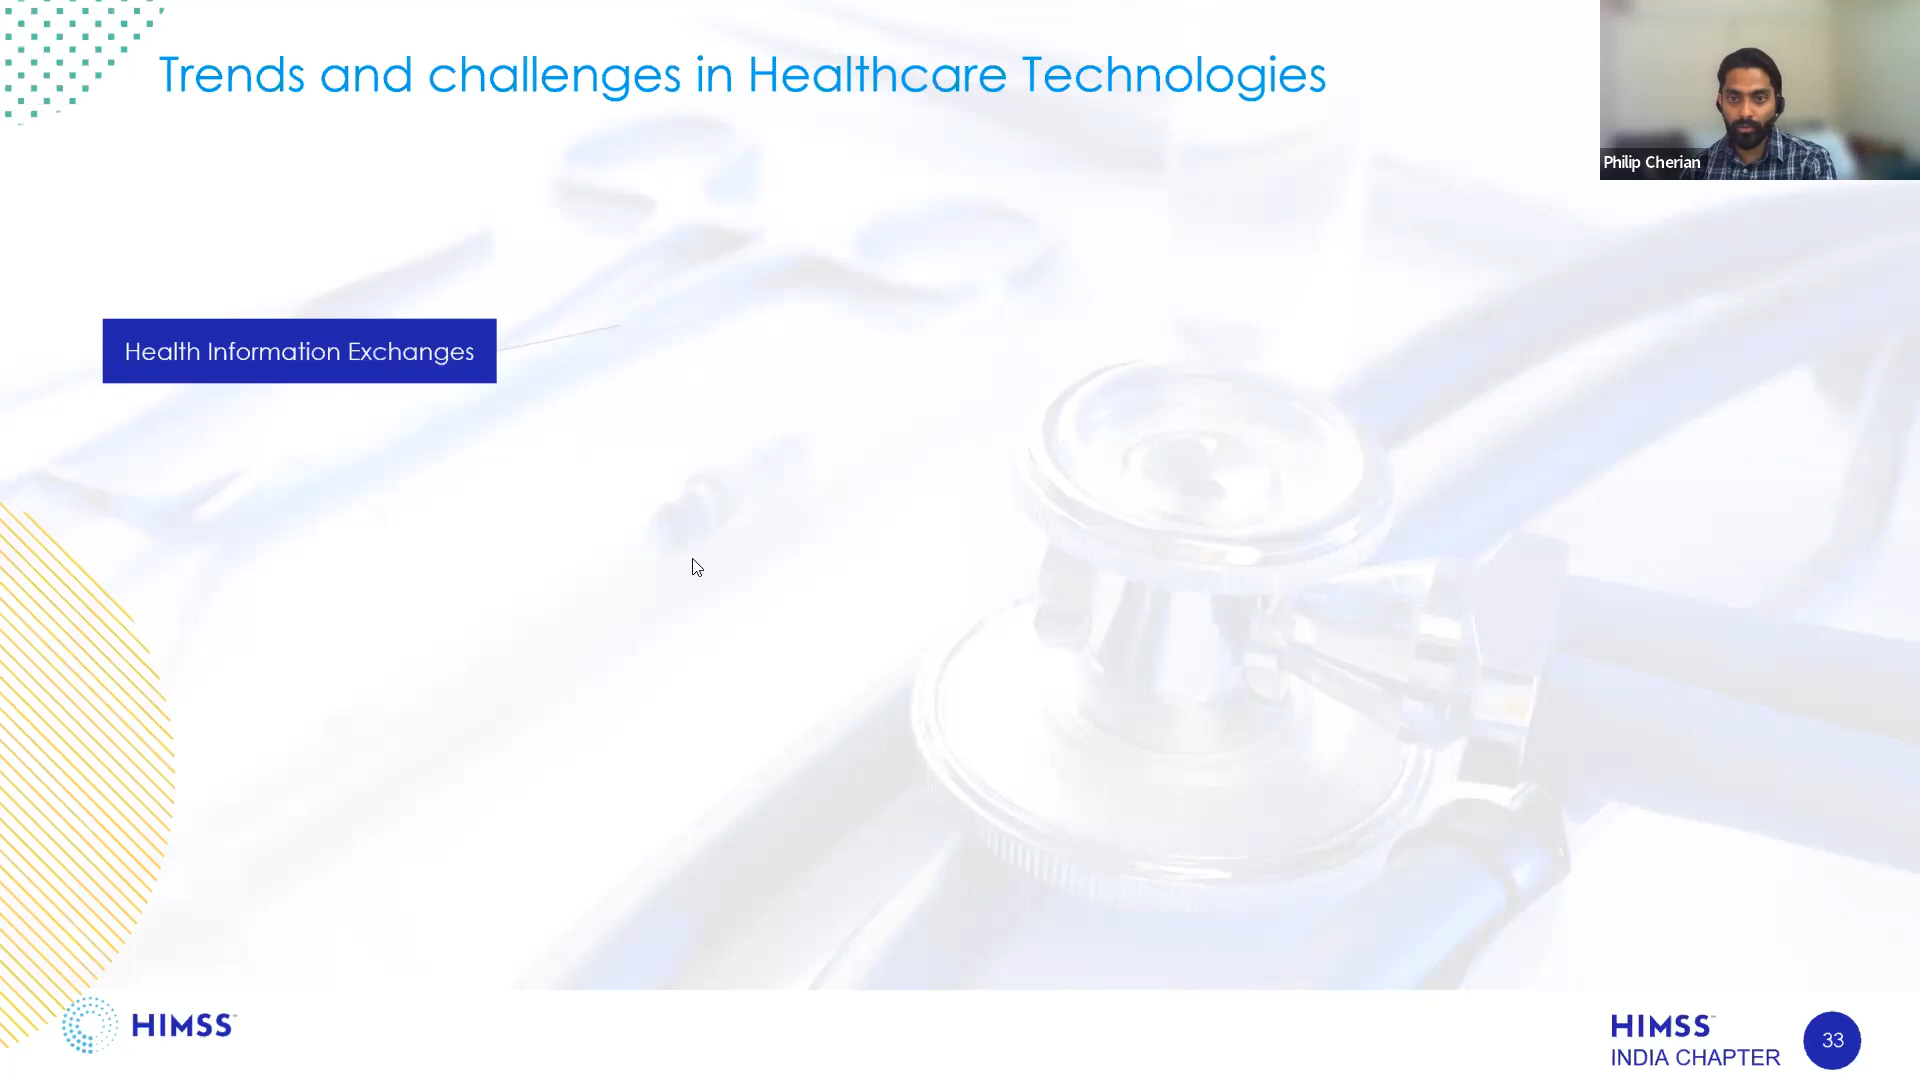 Trends and challenges in Healthcare Technologies
Philip Cherian
Health Information Exchanges
HIMSS
HIMSS
INDIA CHAPTER
33